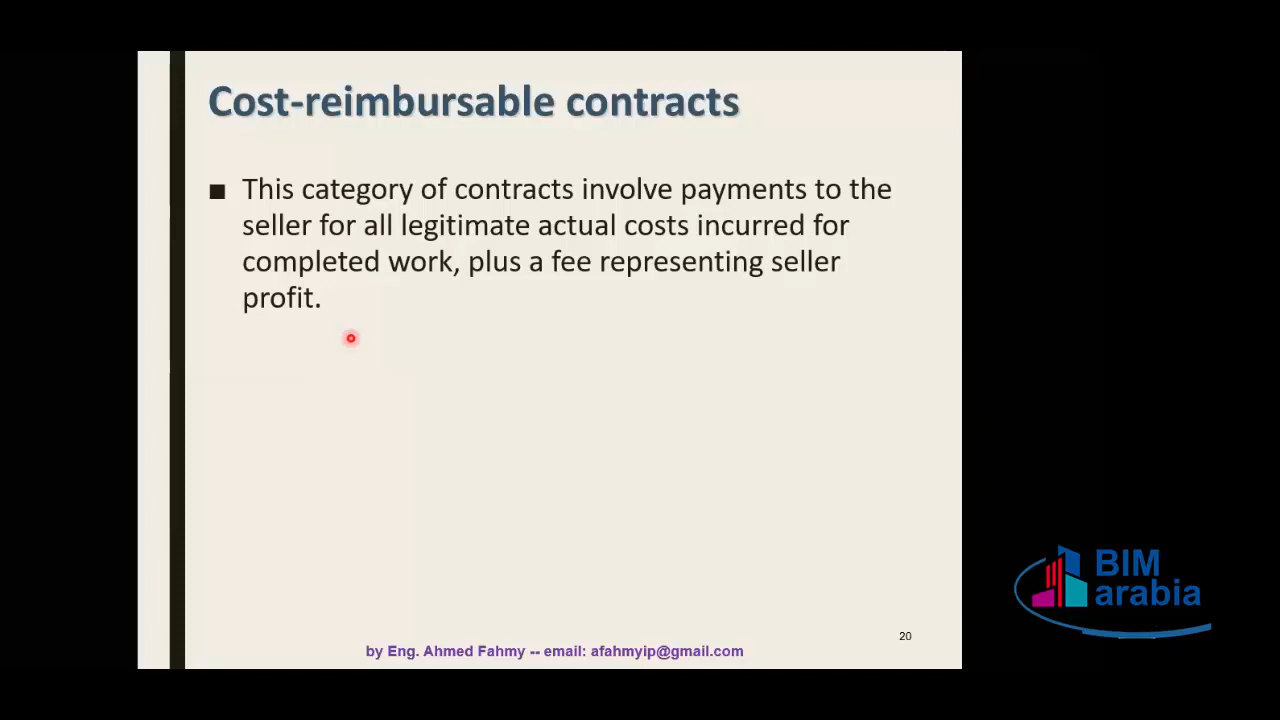 Cost-reimbursable contracts
■ This category of contracts involve payments to the
seller for all legitimate actual costs incurred for
completed work, plus a fee representing seller
profit.
BIM
arabia
20
by Eng. Ahmed Fahmy -- email: afahmyip@gmail.com